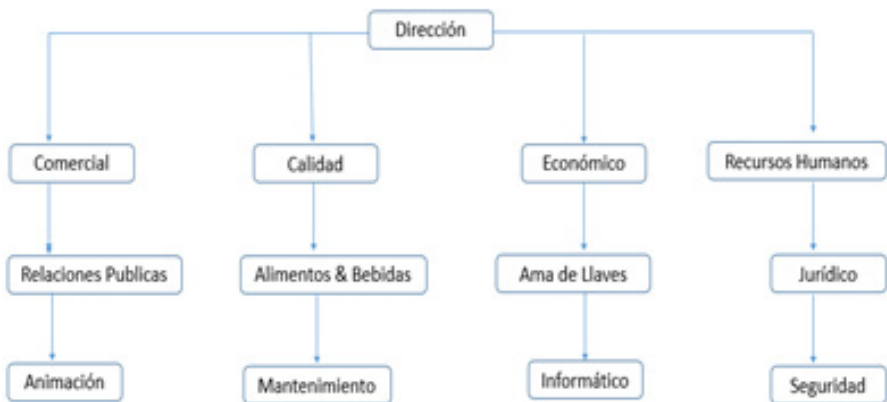 Dirección
Comercial
Calidad
Económico
Recursos Humanos
Relaciones Publicas
Alimentos & Bebidas
Ama de Llaves
Jurídico
Animación
Mantenimiento
Informático
Seguridad